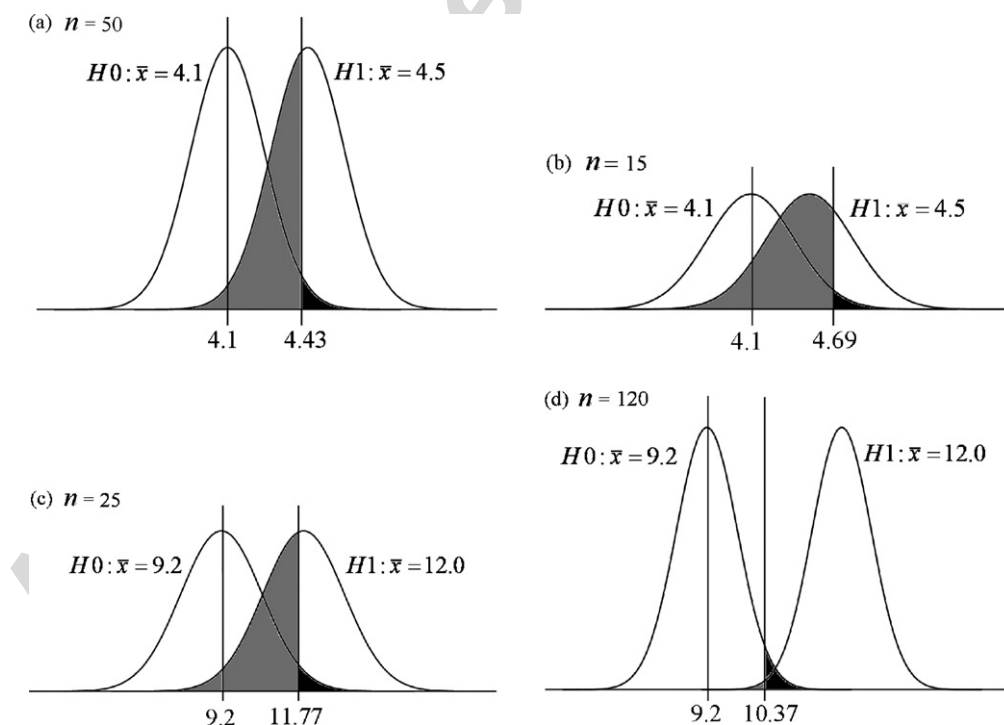 (a) n = 50
H0: x̄ = 4.1
H1: x̄ = 4.5
4.1
4.43
(b) n = 15
H0: x̄ = 4.1
H1: x = 4.5
4.1
4.69
(c) n = 25
H0: x̄ = 9.2
H1: x̄ = 12.0
9.2
11.77
(d) n = 120
H0: x̄ = 9.2
H1: x̄ = 12.0
9.2
10.37